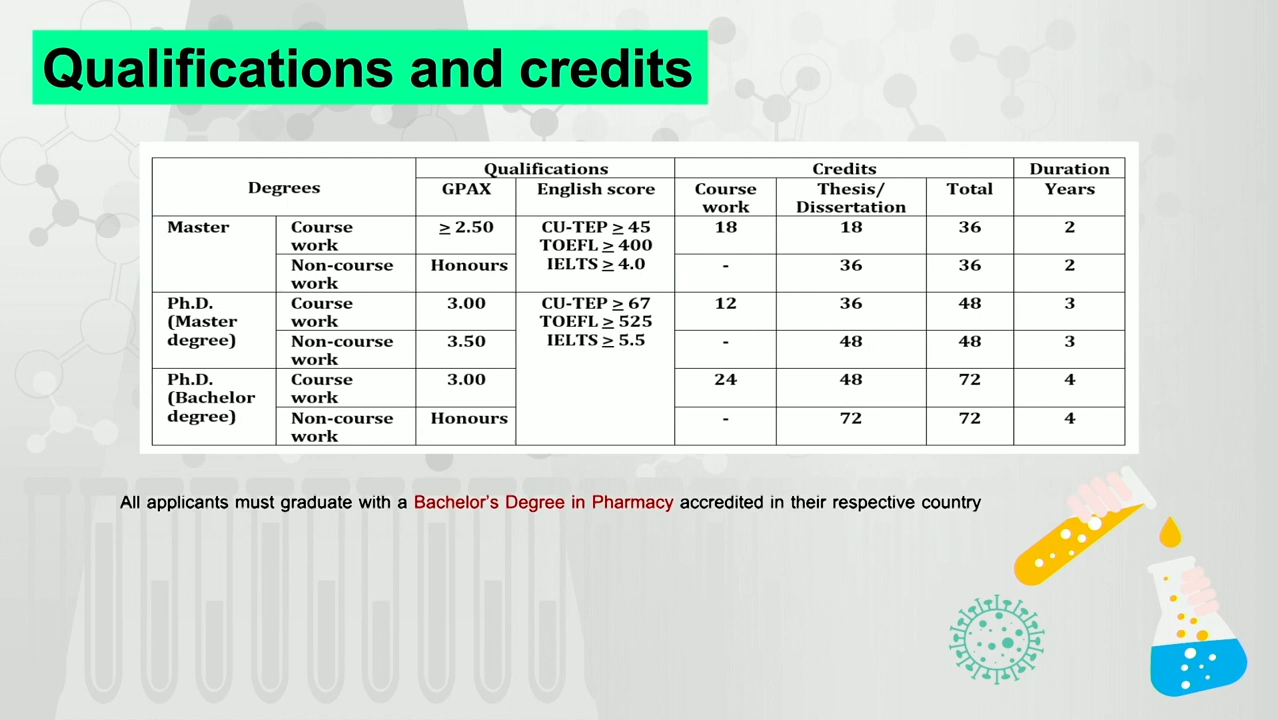 Qualifications and credits
Degrees Qualifications Credits Duration
GPAX English score Course work Thesis/ Dissertation Total Years
Master Course work ≥ 2.50 CU-TEP ≥ 45 18 18 36 2
TOEFL ≥ 400
Non-course work Honours IELTS ≥ 4.0 - 36 36 2
Ph.D. (Master degree) Course work 3.00 CU-TEP ≥ 67 12 36 48 3
TOEFL ≥ 525
Non-course work 3.50 IELTS ≥ 5.5 - 48 48 3
Ph.D. (Bachelor degree) Course work 3.00 24 48 72 4
Non-course work Honours - 72 72 4
All applicants must graduate with a Bachelor's Degree in Pharmacy accredited in their respective country